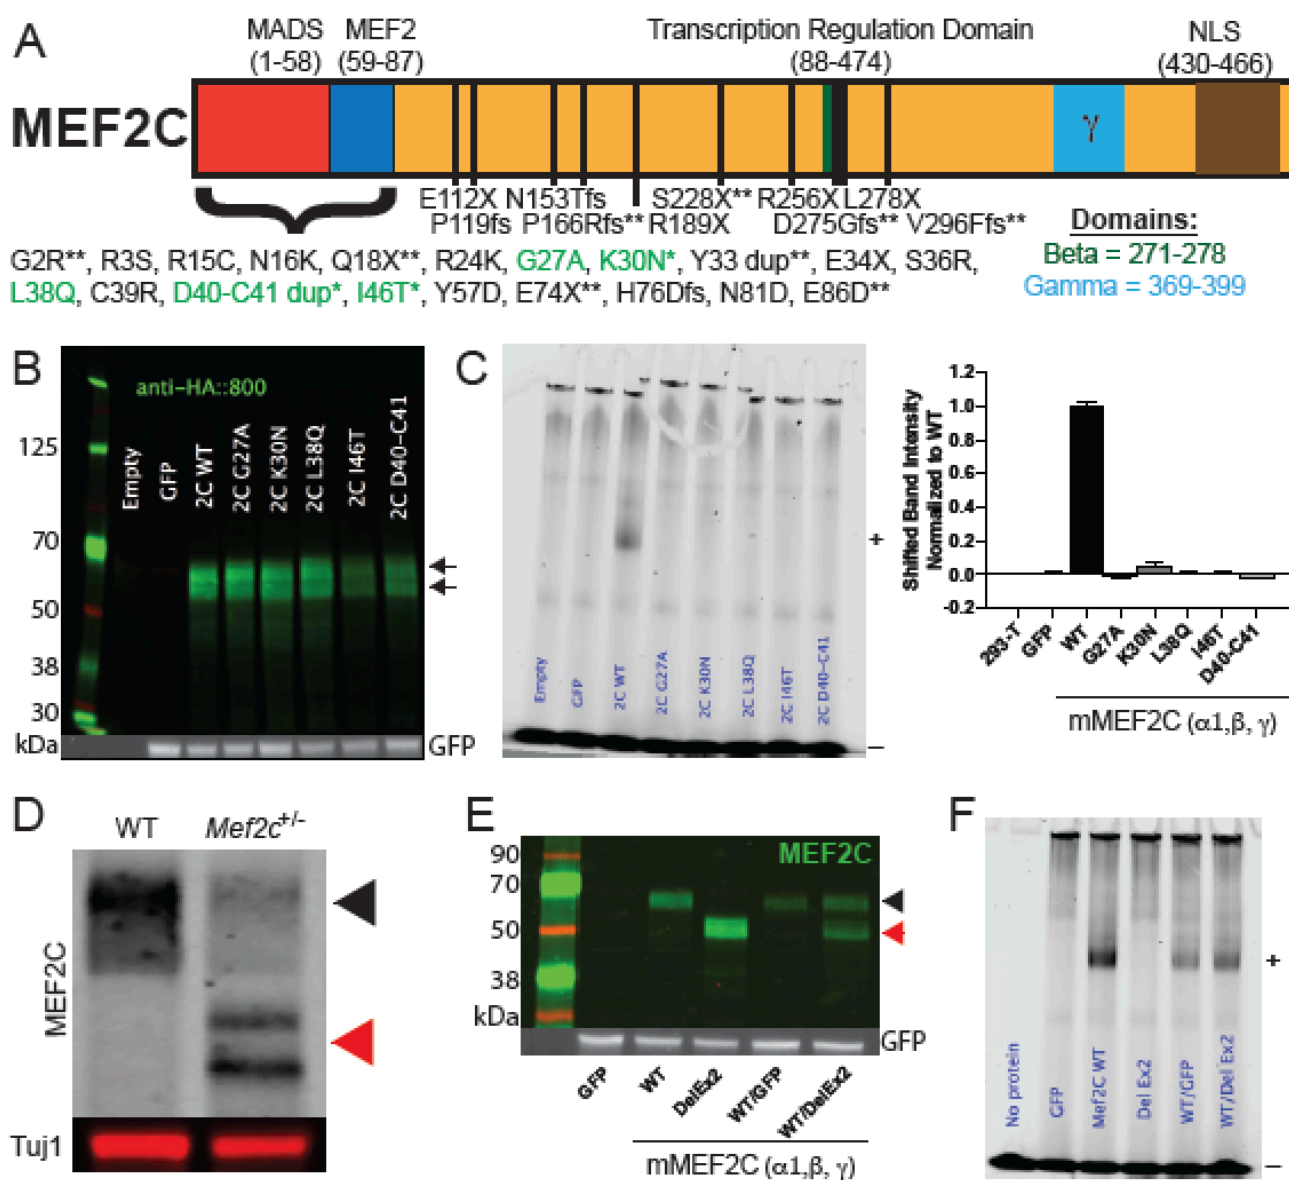 A
MADS
(1-58)
MEF2
(59-87)
Transcription Regulation Domain
(88-474)
NLS
(430-466)
MEF2C
γ
E112X N153Tfs S228X** R256X L278X
P119fs P166Rfs** R189X D275Gfs** V296Ffs**
G2R**, R3S, R15C, N16K, Q18X**, R24K, G27A, K30N*, Y33 dup**, E34X, S36R,
L38Q, C39R, D40-C41 dup*, I46T*, Y57D, E74X**, H76Dfs, N81D, E86D**
Domains:
Beta = 271-278
Gamma = 369-399
B
anti-HA::800
125
70
50
38
30
kDa
Empty
GFP
2C WT
2C G27A
2C K30N
2C L38Q
2C I46T
2C D40-C41
GFP
C
Empty
GFP
2C WT
2C G27A
2C K30N
2C L38Q
2C I46T
2C D40-C41
+
–
Shifted Band Intensity
Normalized to WT
1.2
1.0
0.8
0.6
0.4
0.2
0.0
-0.2
293-T
GFP
WT
G27A
K30N
L38Q
I46T
D40-C41
mMEF2C (α1,β, γ)
D
WT
Mef2c+/-
MEF2C
Tuj1
E
MEF2C
90
70
50
38
kDa
GFP
GFP
WT
DelEx2
WT/GFP
WT/DelEx2
mMEF2C (α1,β, γ)
F
No protein
GFP
Mef2C WT
Del Ex2
WT/GFP
WT/Del Ex2
+
–